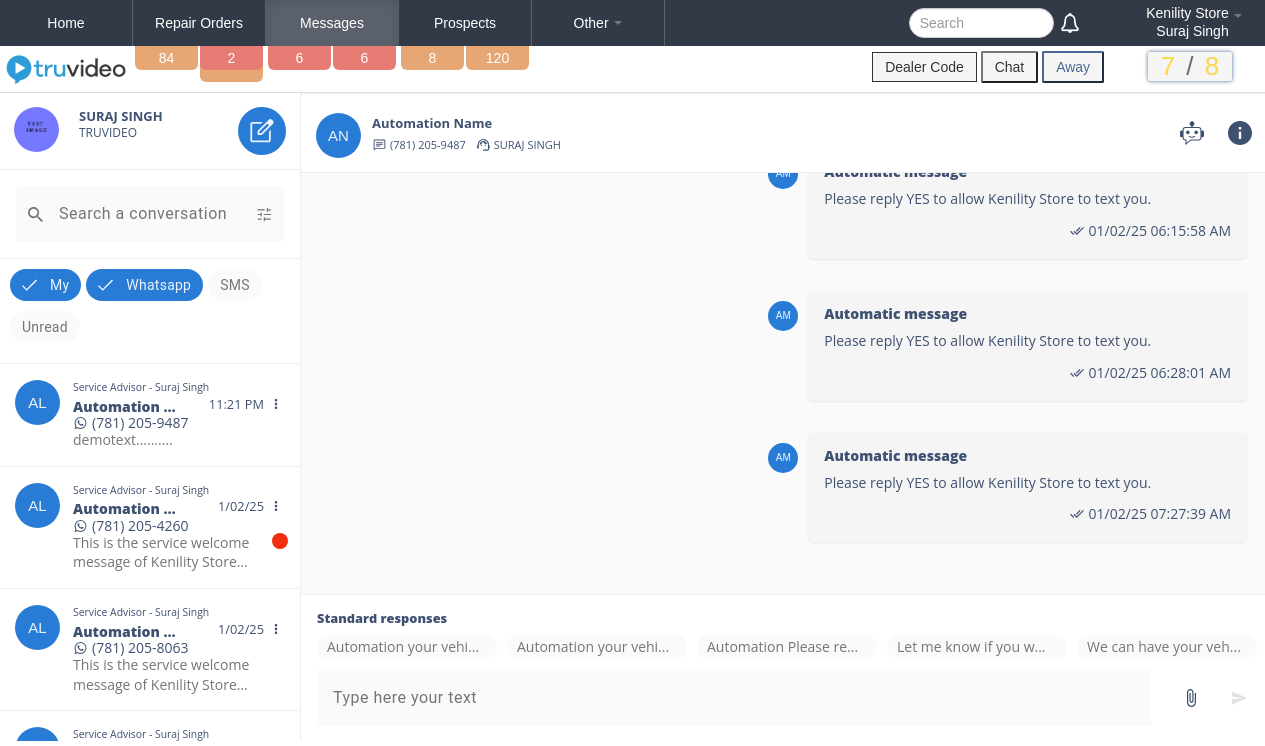 Home
Repair Orders
Messages
Prospects
Other
Search
Kenility Store
Suraj Singh
truvideo
84
2
6
6
8
120
Dealer Code
Chat
Away
7 / 8
TEXT
IMAGE
SURAJ SINGH
TRUVIDEO
Search a conversation
My
Whatsapp
SMS
Unread
Service Advisor - Suraj Singh
AL
Automation ...
11:21 PM
(781) 205-9487
demotext..........
Service Advisor - Suraj Singh
AL
Automation ...
1/02/25
(781) 205-4260
This is the service welcome
message of Kenility Store...
Service Advisor - Suraj Singh
AL
Automation ...
1/02/25
(781) 205-8063
This is the service welcome
message of Kenility Store...
Service Advisor - Suraj Singh
AN
Automation Name
(781) 205-9487
SURAJ SINGH
AM
Automatic message
Please reply YES to allow Kenility Store to text you.
01/02/25 06:15:58 AM
AM
Automatic message
Please reply YES to allow Kenility Store to text you.
01/02/25 06:28:01 AM
AM
Automatic message
Please reply YES to allow Kenility Store to text you.
01/02/25 07:27:39 AM
Standard responses
Automation your vehi...
Automation your vehi...
Automation Please re...
Let me know if you w...
We can have your veh...
Type here your text